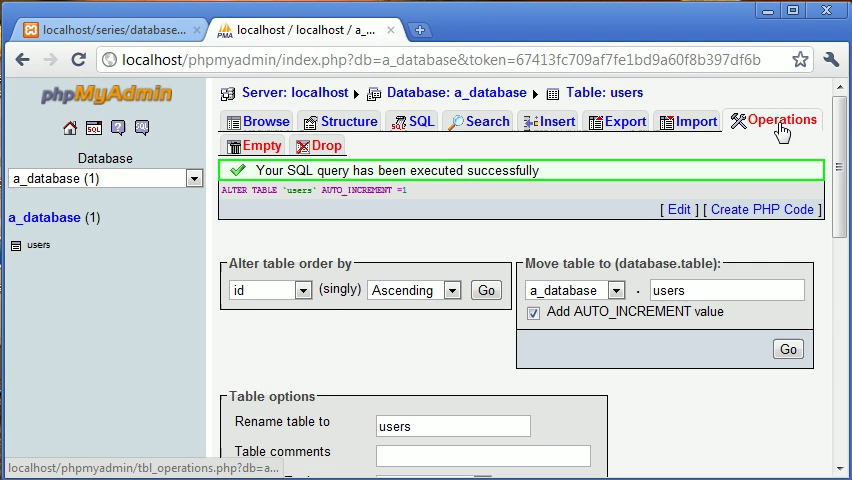 localhost/series/database...
localhost / localhost / a_...
localhost/phpmyadmin/index.php?db=a_database&token=67413fc709af7fe1bd9a60f8b397df6b
phpMyAdmin
Server: localhost
Database: a_database
Table: users
Browse
Structure
SQL
Search
Insert
Export
Import
Operations
Empty
Drop
SQL
Database
a_database (1)
a_database (1)
users
Your SQL query has been executed successfully
ALTER TABLE `users` AUTO_INCREMENT =1
[ Edit ] [ Create PHP Code ]
Alter table order by
id
(singly)
Ascending
Go
Move table to (database.table):
a_database
.
users
Add AUTO_INCREMENT value
Go
Table options
Rename table to
users
Table comments
localhost/phpmyadmin/tbl_operations.php?db=a...